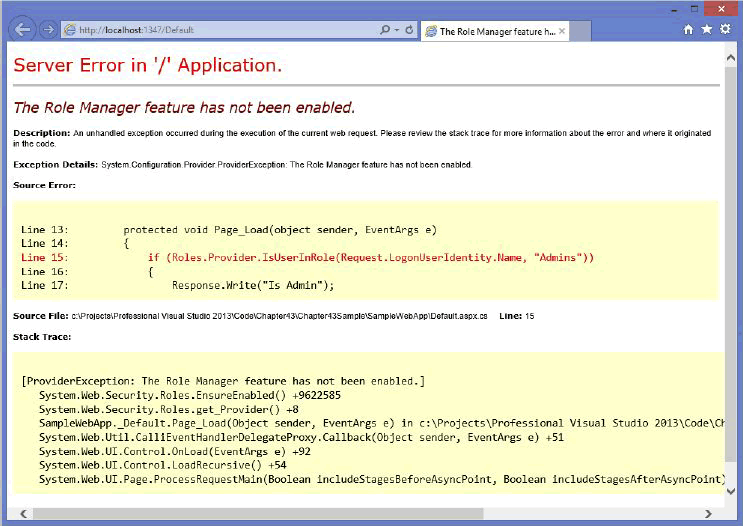 http://localhost:1347/Default
The Role Manager feature h...
Server Error in '/' Application.
The Role Manager feature has not been enabled.
Description: An unhandled exception occurred during the execution of the current web request. Please review the stack trace for more information about the error and where it originated
in the code.
Exception Details: System.Configuration.Provider.ProviderException: The Role Manager feature has not been enabled.
Source Error:
Line 13:         protected void Page_Load(object sender, EventArgs e)
Line 14:         {
Line 15:             if (Roles.Provider.IsUserInRole(Request.LogonUserIdentity.Name, "Admins"))
Line 16:             {
Line 17:                 Response.Write("Is Admin");
Source File: c:\Projects\Professional Visual Studio 2013\Code\Chapter43\Chapter43Sample\SampleWebApp\Default.aspx.cs    Line: 15
Stack Trace:
[ProviderException: The Role Manager feature has not been enabled.]
   System.Web.Security.Roles.EnsureEnabled() +9622585
   System.Web.Security.Roles.get_Provider() +8
   SampleWebApp._Default.Page_Load(Object sender, EventArgs e) in c:\Projects\Professional Visual Studio 2013\Code\Ch
   System.Web.Util.CalliEventHandlerDelegateProxy.Callback(Object sender, EventArgs e) +51
   System.Web.UI.Control.OnLoad(EventArgs e) +92
   System.Web.UI.Control.LoadRecursive() +54
   System.Web.UI.Page.ProcessRequestMain(Boolean includeStagesBeforeAsyncPoint, Boolean includeStagesAfterAsyncPoint)